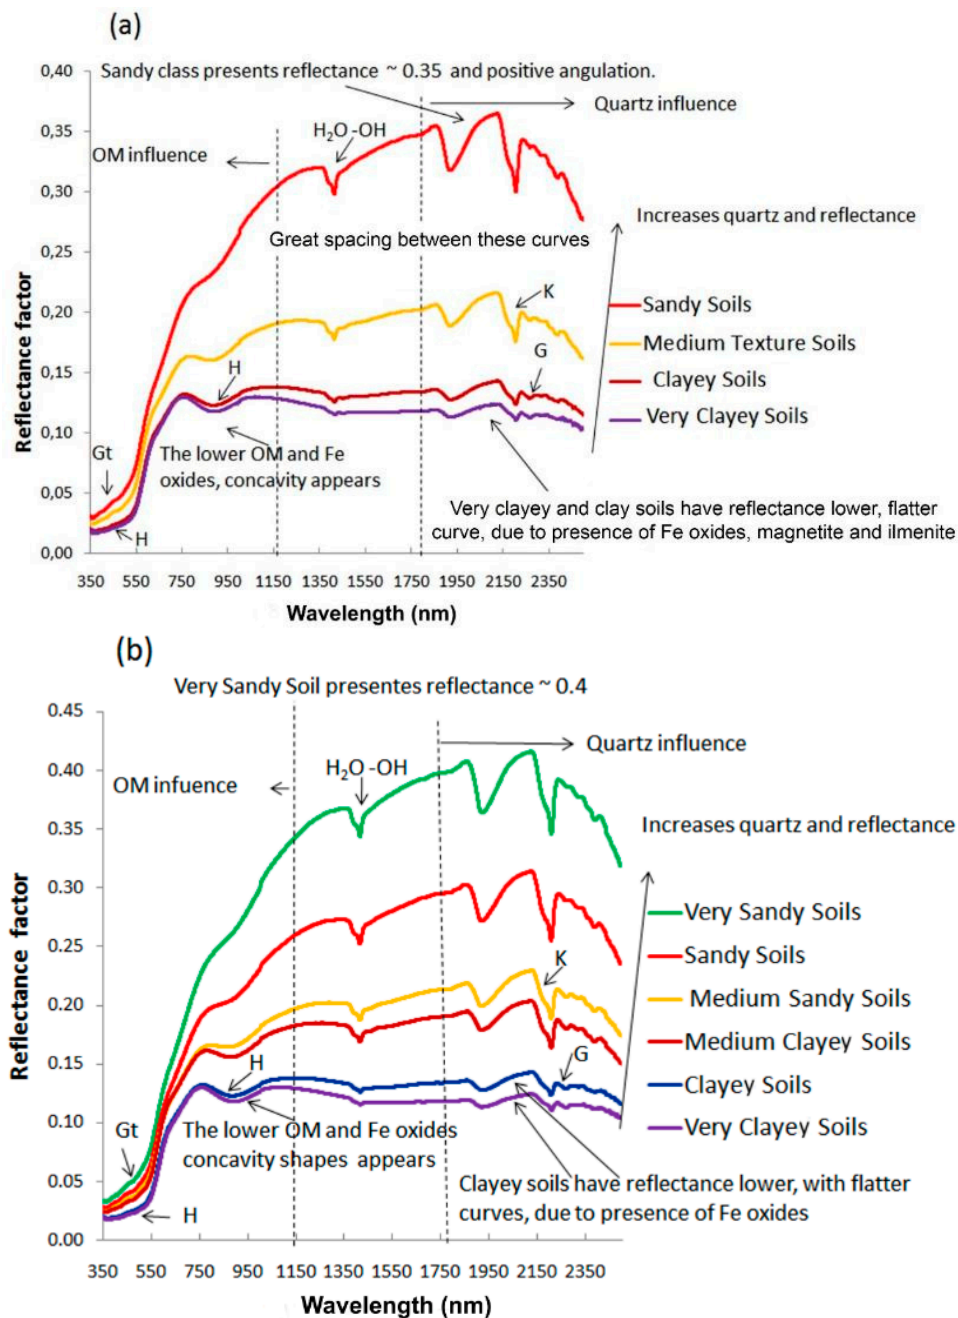 (a)
Sandy class presents reflectance ~ 0.35 and positive angulation.
0,40
0,35
0,30
0,25
0,20
0,15
0,10
0,05
0,00
Reflectance factor
Quartz influence
H₂O -OH
OM influence
Increases quartz and reflectance
Great spacing between these curves
K
Sandy Soils
Medium Texture Soils
Clayey Soils
Very Clayey Soils
G
H
The lower OM and Fe
oxides, concavity appears
Gt
H
Very clayey and clay soils have reflectance lower, flatter
curve, due to presence of Fe oxides, magnetite and ilmenite
350 550 750 950 1150 1350 1550 1750 1950 2150 2350
Wavelength (nm)
(b)
Very Sandy Soil presentes reflectance ~ 0.4
0.45
0.40
0.35
0.30
0.25
0.20
0.15
0.10
0.05
0.00
Reflectance factor
Quartz influence
H₂O -OH
OM infuence
Increases quartz and reflectance
Very Sandy Soils
Sandy Soils
Medium Sandy Soils
Medium Clayey Soils
Clayey Soils
Very Clayey Soils
K
G
H
Gt
The lower OM and Fe oxides
concavity shapes appears
H
Clayey soils have reflectance lower, with flatter
curves, due to presence of Fe oxides
350 550 750 950 1150 1350 1550 1750 1950 2150 2350
Wavelength (nm)